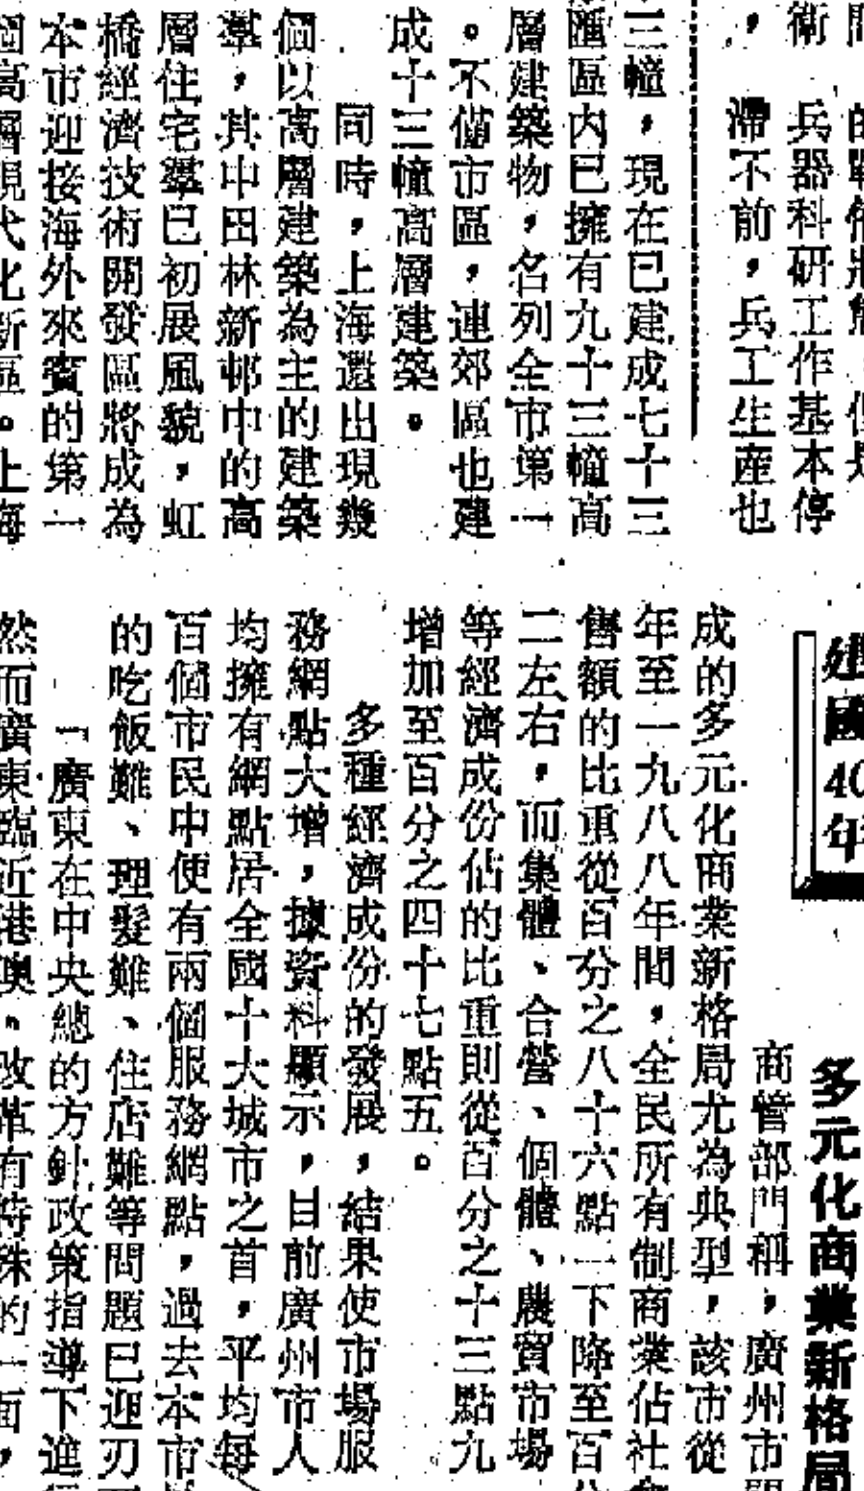 衛
兵器科研工作基本停
滯不前，兵工生産也
三幢，現在已建成七十三
匯區内已擁有九十三幢高
層建築物，名列全市第一
。不僅市區，連郊區也建
成十三幢高層建築。
同時，上海還出現幾
個以高層建築為主的建築
羣，其中田林新邨中的高
層住宅羣已初展風貌，虹
橋經濟技術開發區將成為
本市迎接海外來賓的第一
個高層現代化新區。上海
建國40年
多元化商業新格局
商管部門稱，廣州市
成的多元化商業新格局尤為典型，該市從
年至一九八八年間，全民所有制商業佔社
售額的比重從百分之八十六點一下降至百
二左右，而集體、合營、個體、農貿市場
等經濟成份佔的比重則從百分之十三點九
增加至百分之四十七點五。
多種經濟成份的發展，結果使市場服
務網點大增，據資料顯示，目前廣州市人
均擁有網點居全國十大城市之首，平均每
百個市民中便有兩個服務網點，過去本市
的吃飯難、理髮難、住店難等問題已迎刃
「廣東在中央總的方針政策指導下進
然而廣東臨近港澳，改革有特殊的一面，